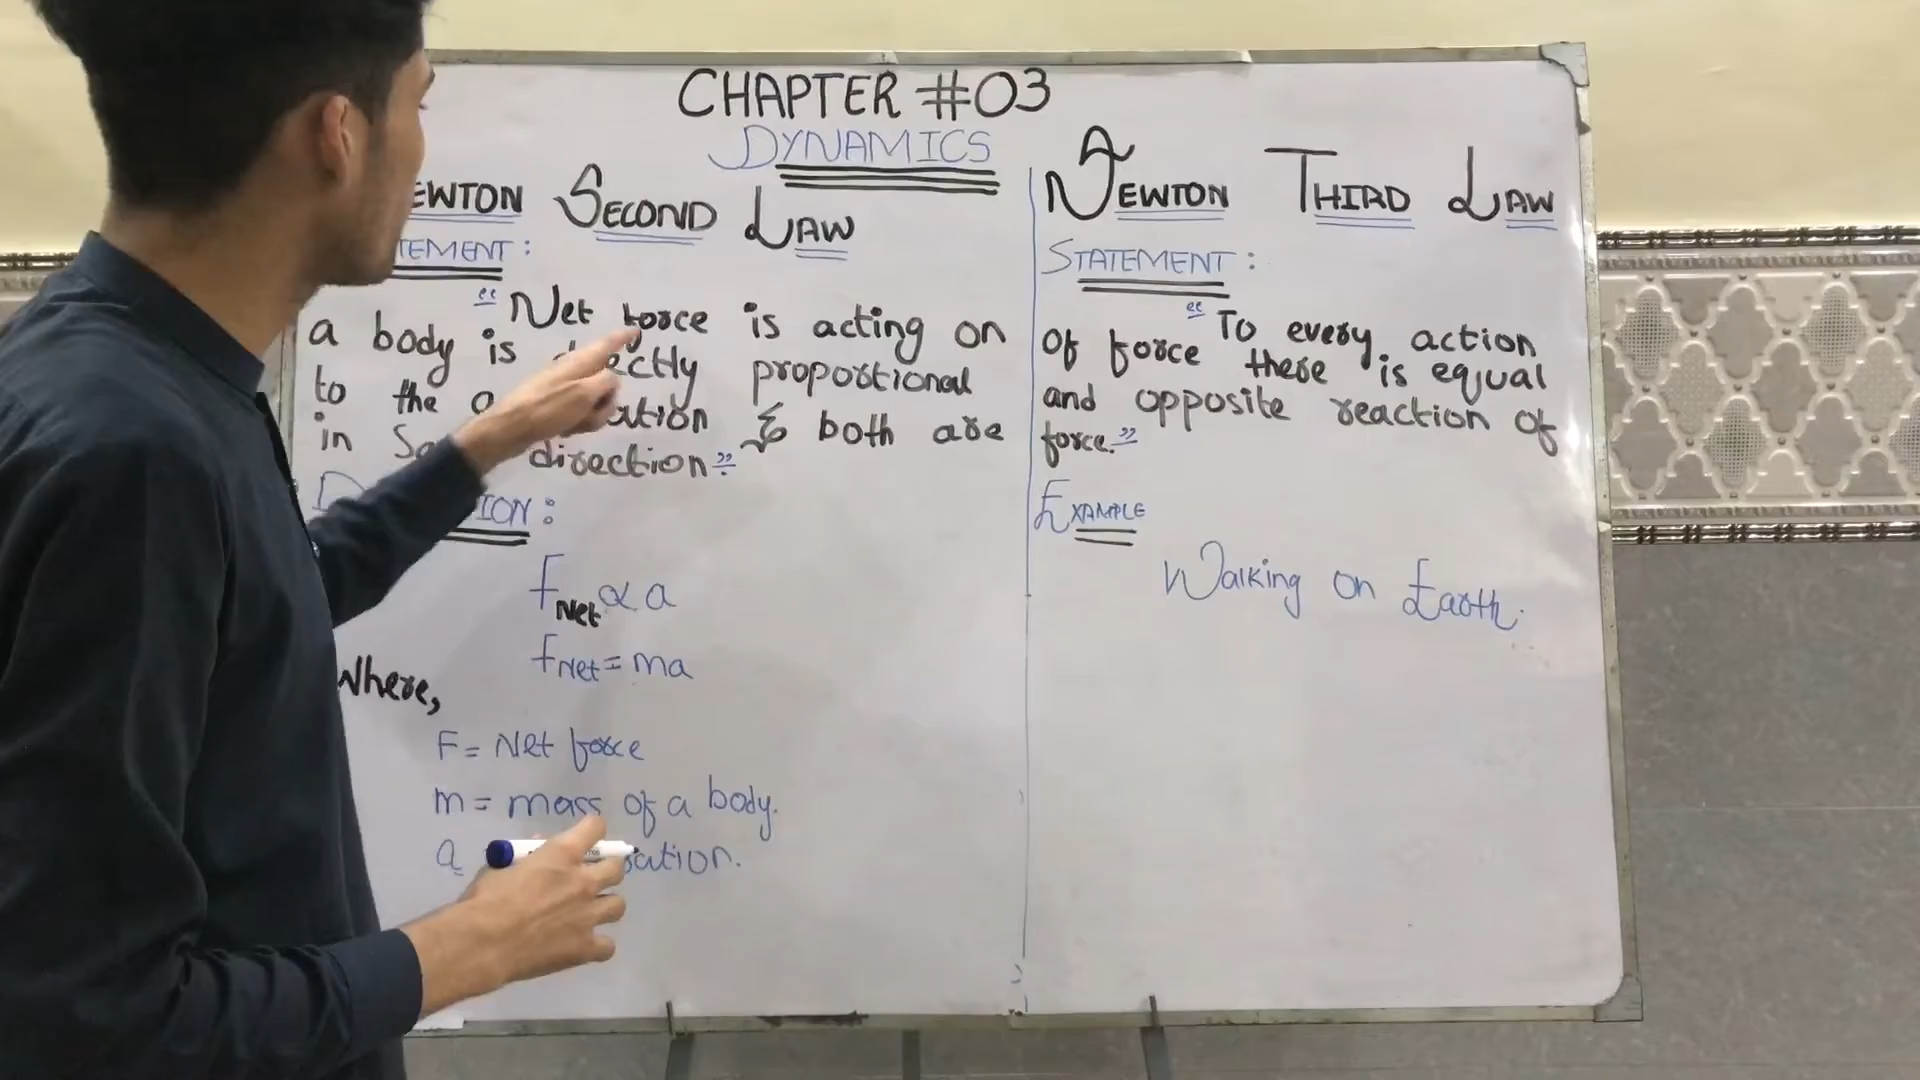 CHAPTER #03
DYNAMICS
EWTON SECOND LAW
TEMENT:
"Net force is acting on
a body is directly proportional
to the both are
in direction."
ION:
FNet ∝ a
FNet = ma
Where,
F = Net force
m = mass of a body.
a
NEWTON THIRD LAW
STATEMENT:
"To every action
of force there is equal
and opposite reaction of
force."
EXAMPLE
Walking on Earth.